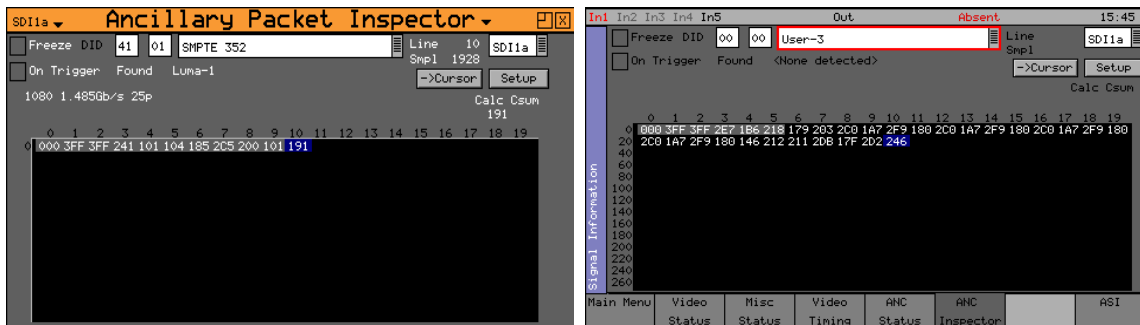 SDI1a Ancillary Packet Inspector
Freeze DID 41 01 SMPTE 352 Line 10 SDI1a
Smpl 1928
On Trigger Found Luma-1 ->Cursor Setup
1080 1.485Gb/s 25p Calc Csum
191
0 1 2 3 4 5 6 7 8 9 10 11 12 13 14 15 16 17 18 19
0 000 3FF 3FF 241 101 104 185 2C5 200 101 191
In1 In2 In3 In4 In5 Out Absent 15:45
Freeze DID 00 00 User-3 Line SDI1a
Smpl
On Trigger Found <None detected> ->Cursor Setup
Calc Csum
0 1 2 3 4 5 6 7 8 9 10 11 12 13 14 15 16 17 18 19
0 000 3FF 3FF 2E7 1B6 218 179 203 2C0 1A7 2F9 180 2C0 1A7 2F9 180 2C0 1A7 2F9 180
20 2C0 1A7 2F9 180 146 212 211 2DB 17F 2D2 246
40
60
80
100
120
140
160
180
200
220
240
260
Signal Information
Main Menu Video Status Misc Status Video Timing ANC Status ANC Inspector ASI